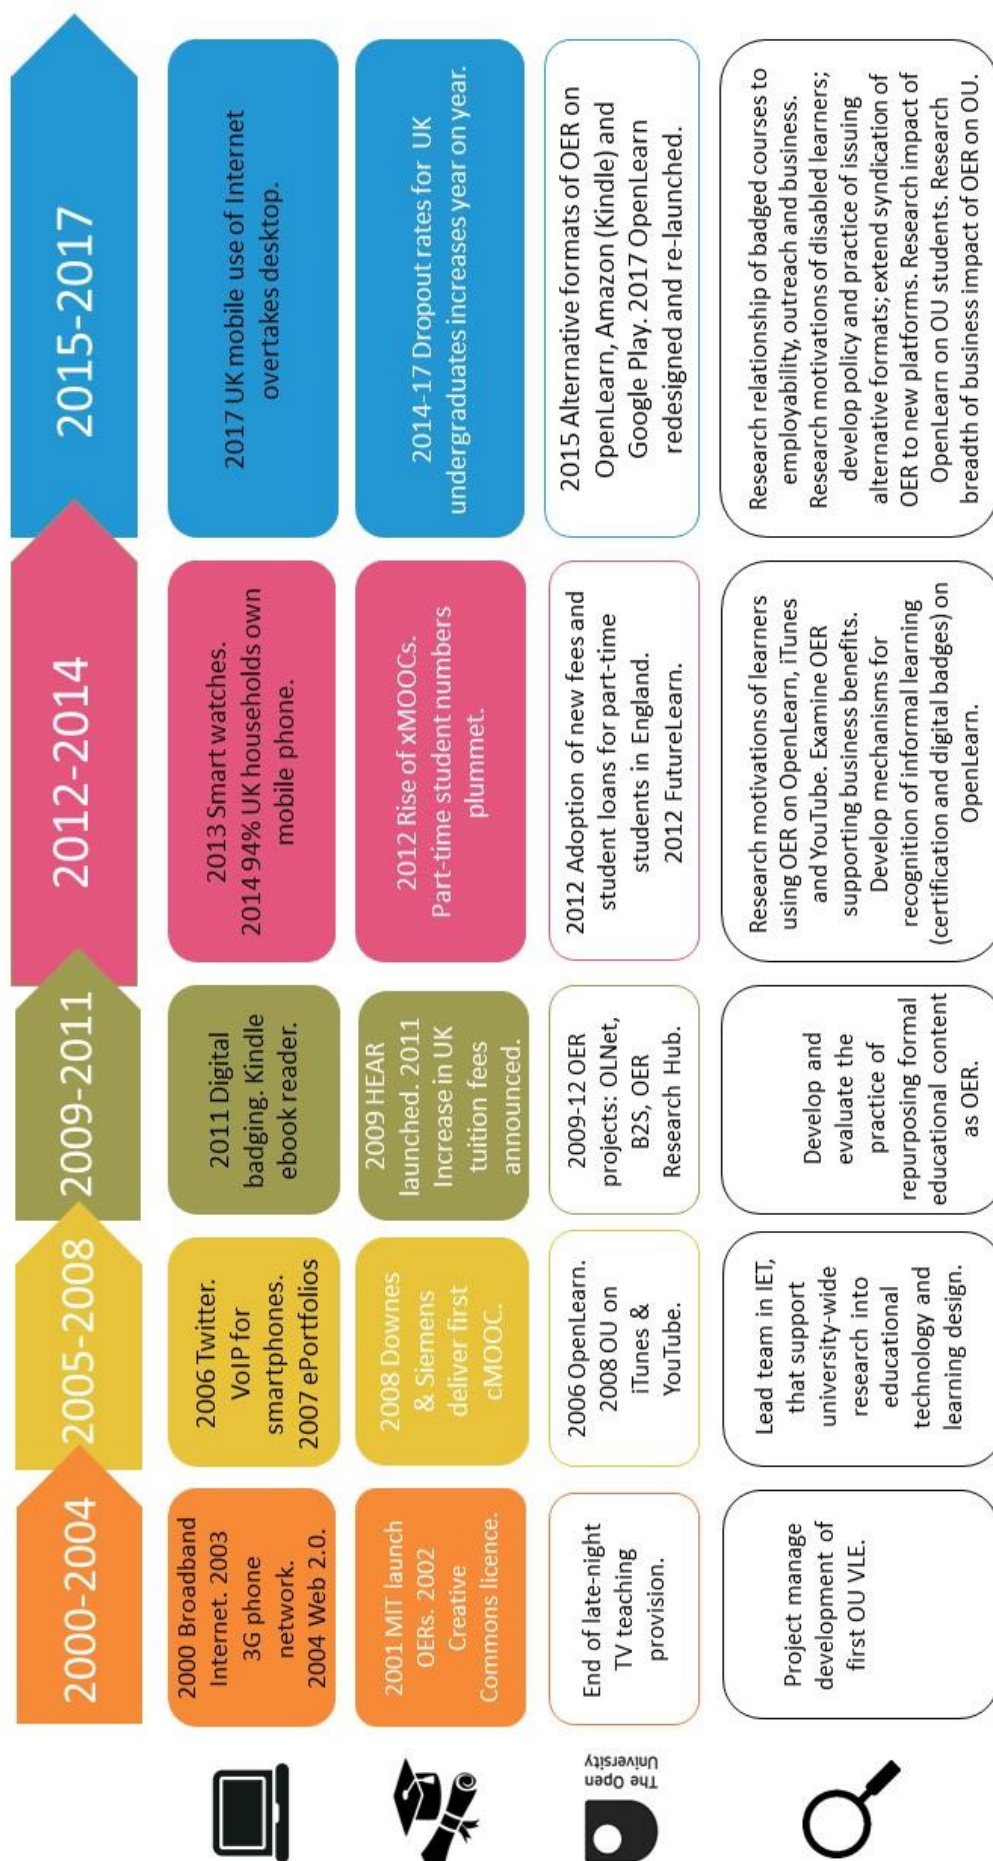 2000-2004
2005-2008
2009-2011
2012-2014
2015-2017
2000 Broadband
Internet. 2003
3G phone
network.
2004 Web 2.0.
2006 Twitter.
VoIP for
smartphones.
2007 ePortfolios
2011 Digital
badging. Kindle
ebook reader.
2013 Smart watches.
2014 94% UK households own
mobile phone.
2017 UK mobile use of Internet
overtakes desktop.
2001 MIT launch
OERs. 2002
Creative
Commons licence.
2008 Downes
& Siemens
deliver first
cMOOC.
2009 HEAR
launched. 2011
Increase in UK
tuition fees
announced.
2012 Rise of xMOOCs.
Part-time student numbers
plummet.
2014-17 Dropout rates for UK
undergraduates increases year on year.
The Open
University
End of late-night
TV teaching
provision.
2006 OpenLearn.
2008 OU on
iTunes &
YouTube.
2009-12 OER
projects: OLNet,
B2S, OER
Research Hub.
2012 Adoption of new fees and
student loans for part-time
students in England.
2012 FutureLearn.
2015 Alternative formats of OER on
OpenLearn, Amazon (Kindle) and
Google Play. 2017 OpenLearn
redesigned and re-launched.
Project manage
development of
first OU VLE.
Lead team in IET,
that support
university-wide
research into
educational
technology and
learning design.
Develop and
evaluate the
practice of
repurposing formal
educational content
as OER.
Research motivations of learners
using OER on OpenLearn, iTunes
and YouTube. Examine OER
supporting business benefits.
Develop mechanisms for
recognition of informal learning
(certification and digital badges) on
OpenLearn.
Research relationship of badged courses to
employability, outreach and business.
Research motivations of disabled learners;
develop policy and practice of issuing
alternative formats; extend syndication of
OER to new platforms. Research impact of
OpenLearn on OU students. Research
breadth of business impact of OER on OU.